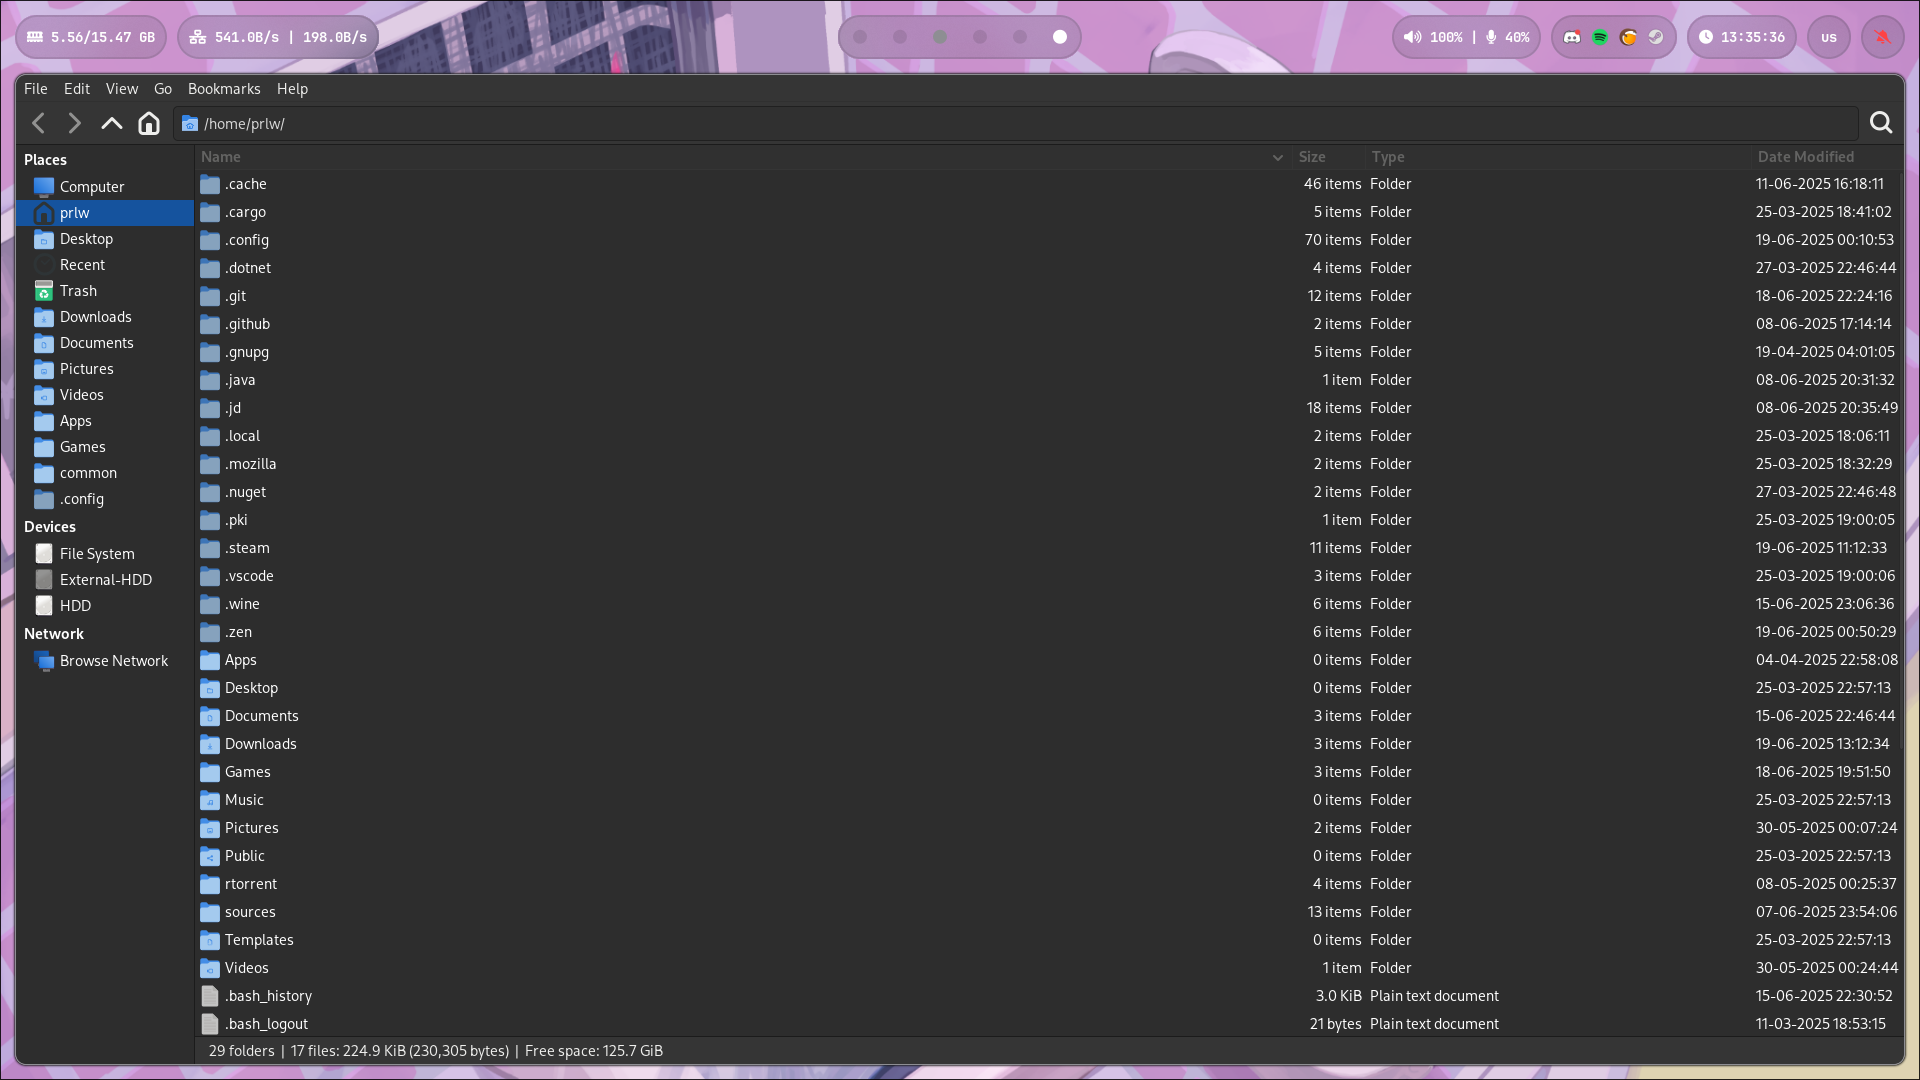 5.56/15.47 GB
541.0B/s | 198.0B/s
100% | 40%
13:35:36
us
File Edit View Go Bookmarks Help
/home/prlw/
Places
Computer
prlw
Desktop
Recent
Trash
Downloads
Documents
Pictures
Videos
Apps
Games
common
.config
Devices
File System
External-HDD
HDD
Network
Browse Network
Name Size Type Date Modified
.cache 46 items Folder 11-06-2025 16:18:11
.cargo 5 items Folder 25-03-2025 18:41:02
.config 70 items Folder 19-06-2025 00:10:53
.dotnet 4 items Folder 27-03-2025 22:46:44
.git 12 items Folder 18-06-2025 22:24:16
.github 2 items Folder 08-06-2025 17:14:14
.gnupg 5 items Folder 19-04-2025 04:01:05
.java 1 item Folder 08-06-2025 20:31:32
.jd 18 items Folder 08-06-2025 20:35:49
.local 2 items Folder 25-03-2025 18:06:11
.mozilla 2 items Folder 25-03-2025 18:32:29
.nuget 2 items Folder 27-03-2025 22:46:48
.pki 1 item Folder 25-03-2025 19:00:05
.steam 11 items Folder 19-06-2025 11:12:33
.vscode 3 items Folder 25-03-2025 19:00:06
.wine 6 items Folder 15-06-2025 23:06:36
.zen 6 items Folder 19-06-2025 00:50:29
Apps 0 items Folder 04-04-2025 22:58:08
Desktop 0 items Folder 25-03-2025 22:57:13
Documents 3 items Folder 15-06-2025 22:46:44
Downloads 3 items Folder 19-06-2025 13:12:34
Games 3 items Folder 18-06-2025 19:51:50
Music 0 items Folder 25-03-2025 22:57:13
Pictures 2 items Folder 30-05-2025 00:07:24
Public 0 items Folder 25-03-2025 22:57:13
rtorrent 4 items Folder 08-05-2025 00:25:37
sources 13 items Folder 07-06-2025 23:54:06
Templates 0 items Folder 25-03-2025 22:57:13
Videos 1 item Folder 30-05-2025 00:24:44
.bash_history 3.0 KiB Plain text document 15-06-2025 22:30:52
.bash_logout 21 bytes Plain text document 11-03-2025 18:53:15
29 folders | 17 files: 224.9 KiB (230,305 bytes) | Free space: 125.7 GiB